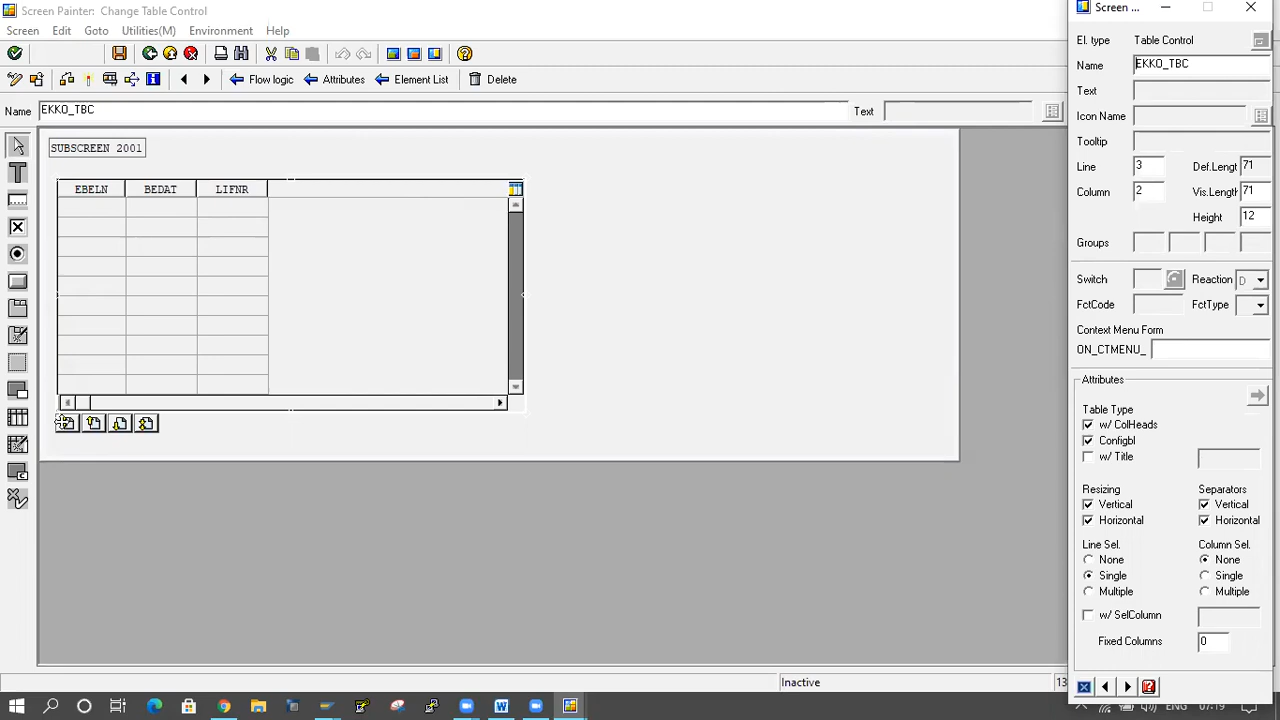 Screen Painter: Change Table Control
Screen Edit Goto Utilities(M) Environment Help
Flow logic Attributes Element List Delete
Name EKKO_TBC Text
SUBSCREEN 2001
EBELN BEDAT LIFNR
Inactive
Screen ...
El. type Table Control
Name EKKO_TBC
Text
Icon Name
Tooltip
Line 3 Def.Length 71
Column 2 Vis.Length 71
Height 12
Groups
Switch Reaction D
FctCode FctType
Context Menu Form
ON_CTMENU_
Attributes
Table Type
w/ ColHeads
Configbl
w/ Title
Resizing Separators
Vertical Vertical
Horizontal Horizontal
Line Sel. Column Sel.
None None
Single Single
Multiple Multiple
w/ SelColumn
Fixed Columns 0
ENG 07:19